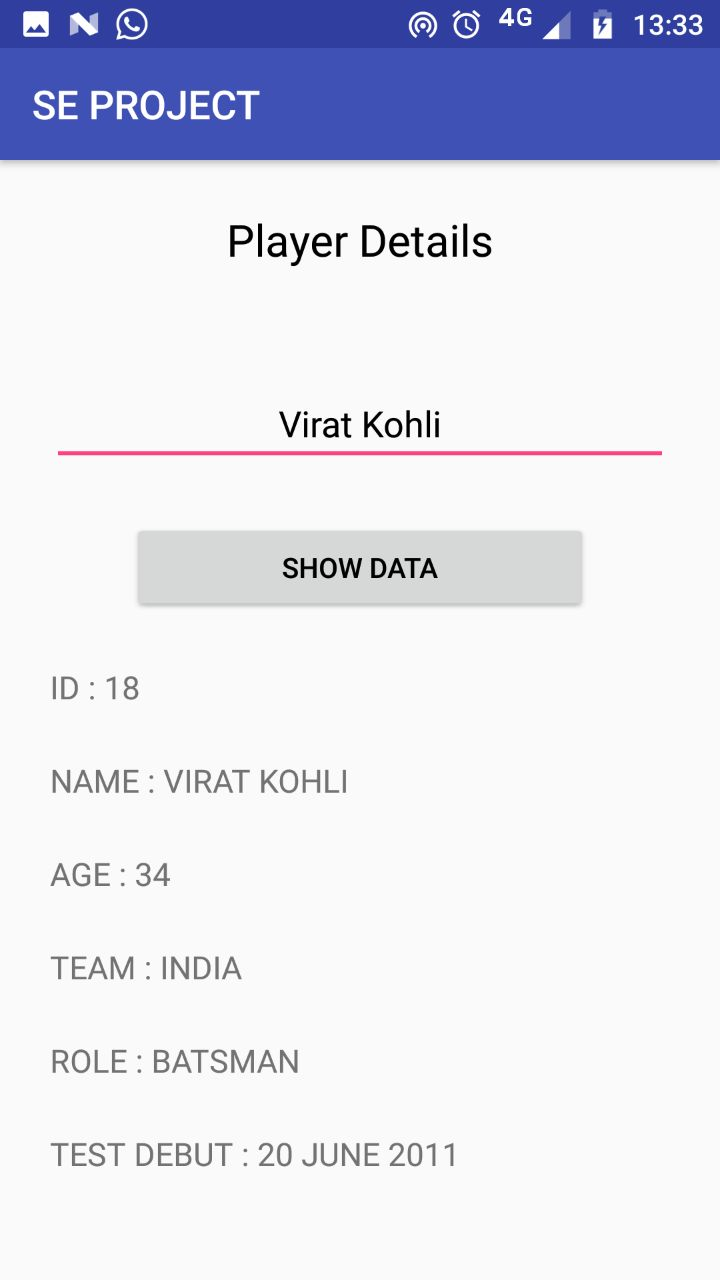 4G 13:33
SE PROJECT
Player Details
Virat Kohli
SHOW DATA
ID : 18
NAME : VIRAT KOHLI
AGE : 34
TEAM : INDIA
ROLE : BATSMAN
TEST DEBUT : 20 JUNE 2011